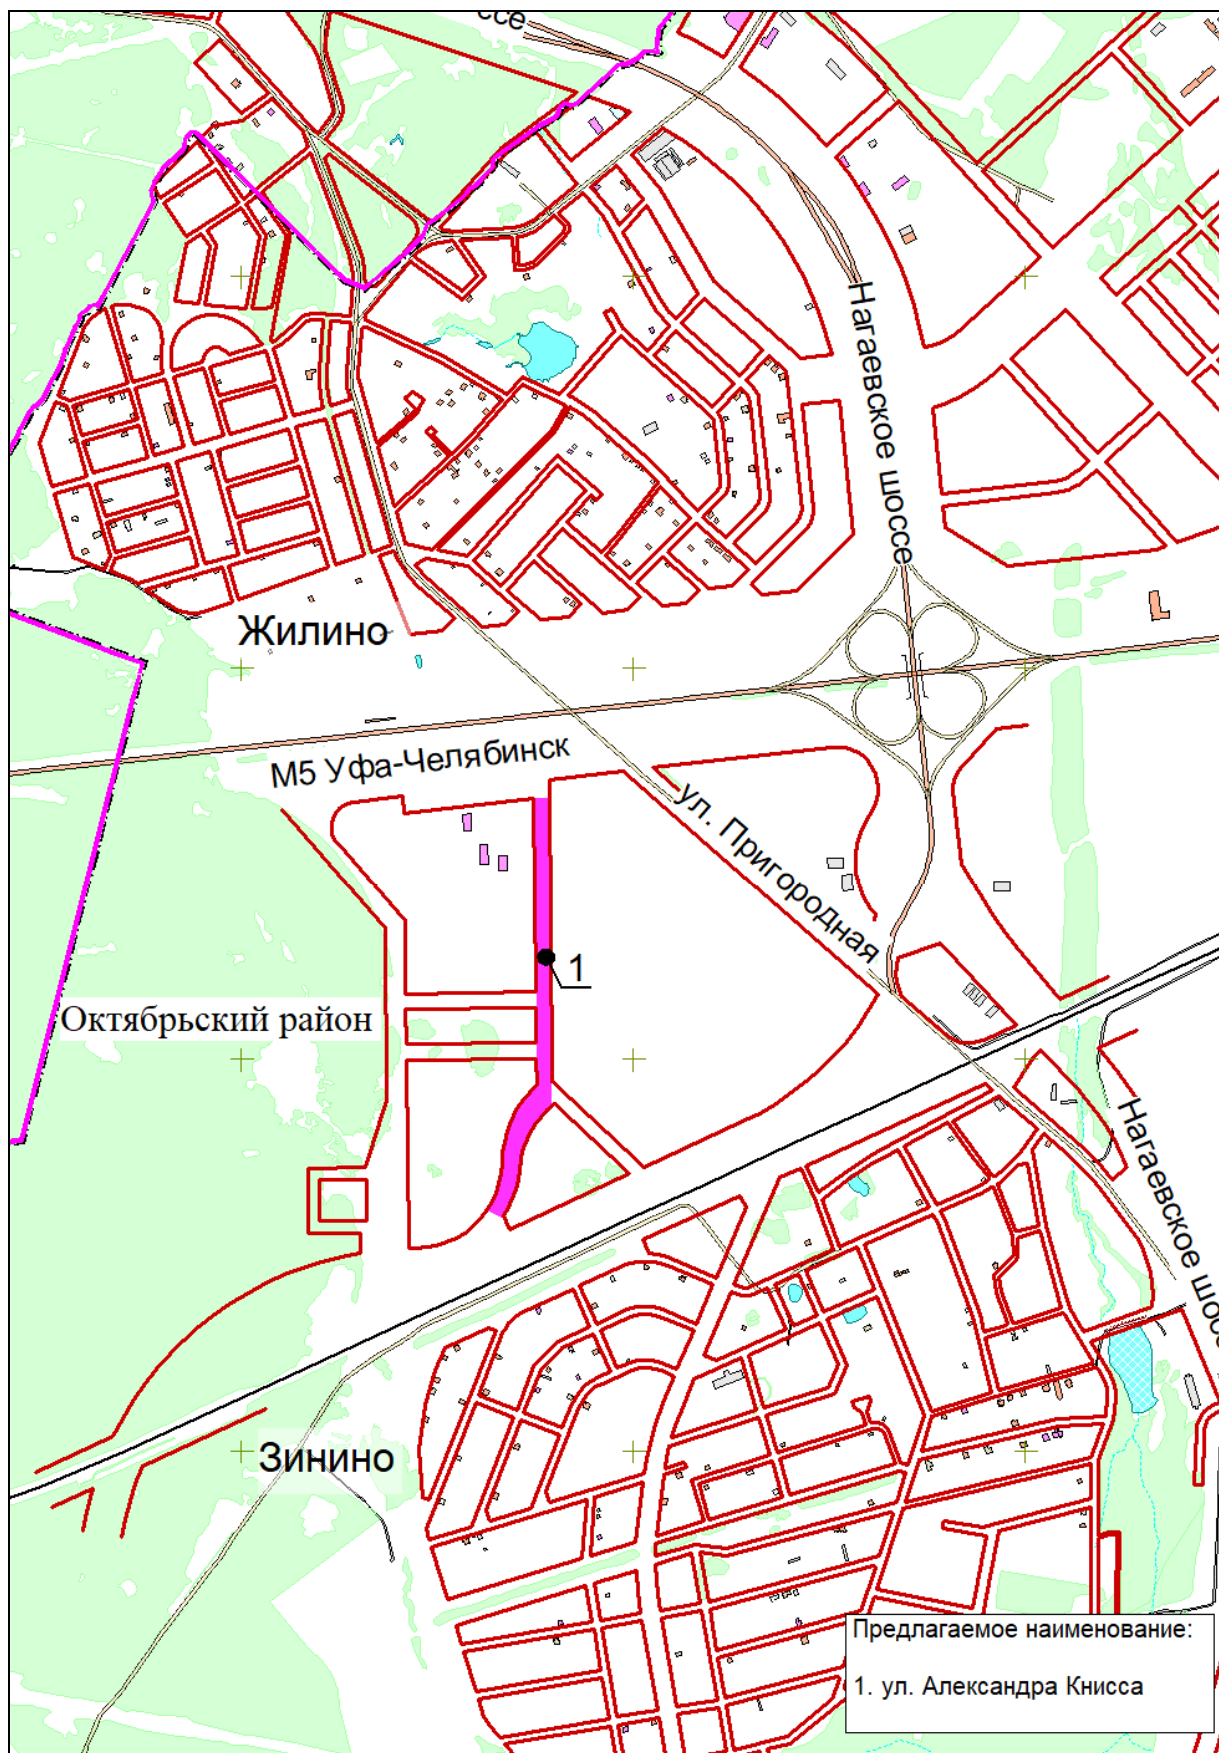 ссе
Нагаевское шоссе
Жилино
М5 Уфа-Челябинск
ул. Пригородная
1
Октябрьский район
Нагаевское шоссе
Зинино
Предлагаемое наименование:
1. ул. Александра Книсса